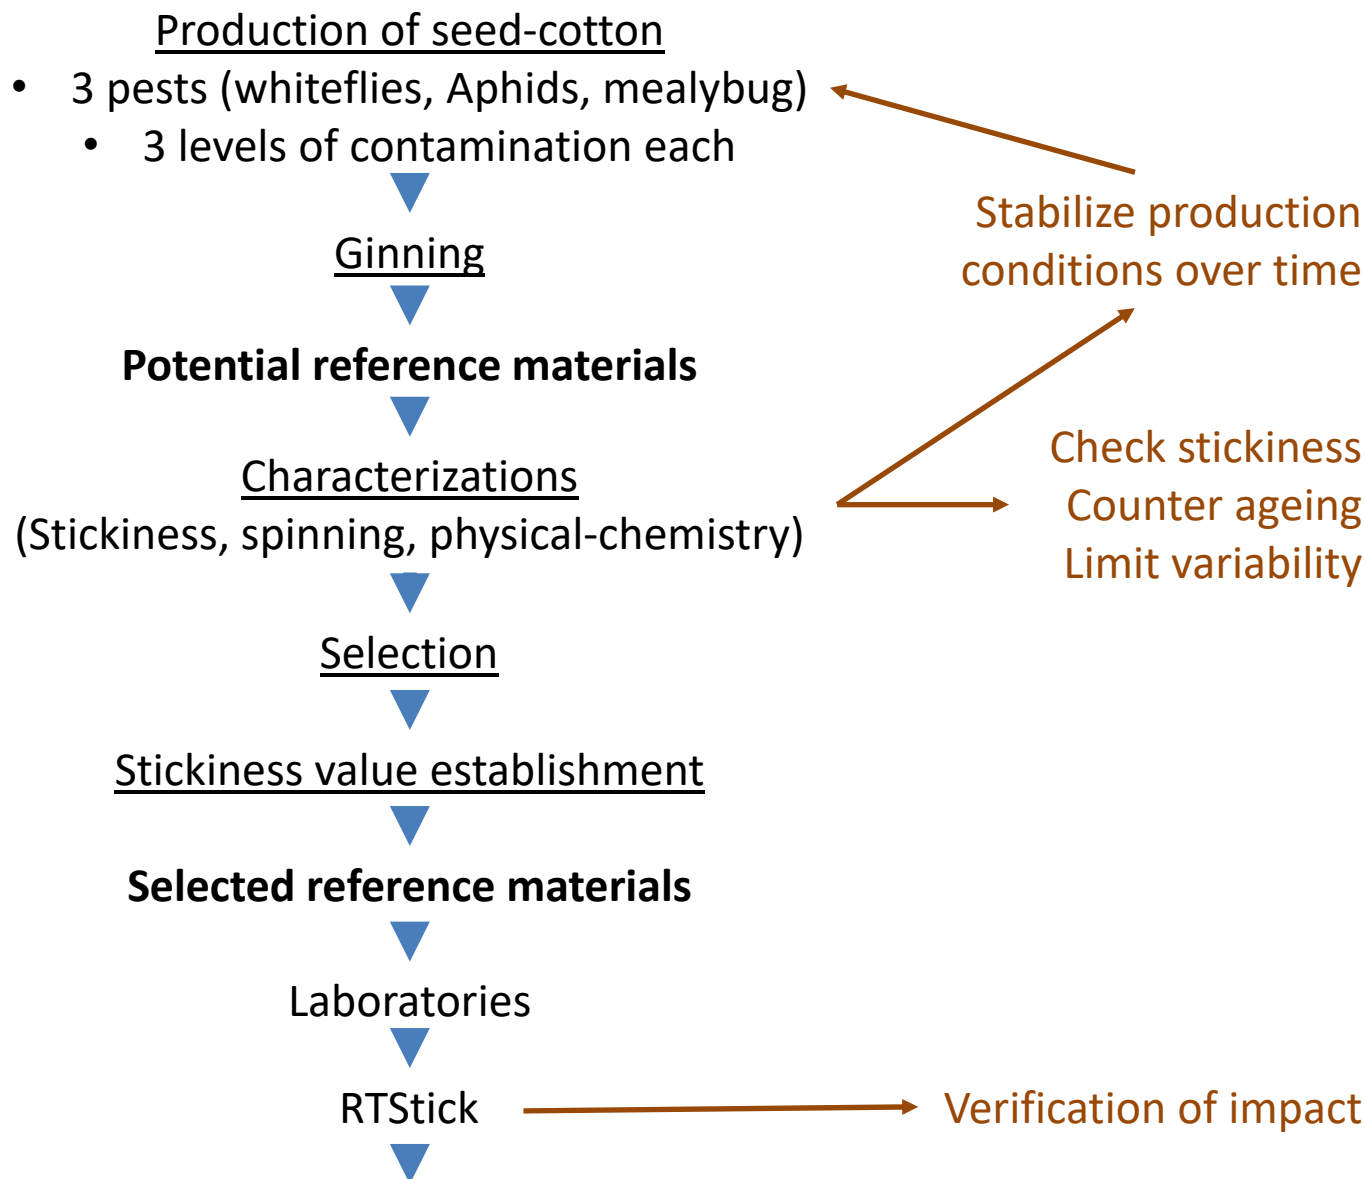 Production of seed-cotton
• 3 pests (whiteflies, Aphids, mealybug)
• 3 levels of contamination each
Stabilize production
conditions over time
Ginning
Potential reference materials
Characterizations
(Stickiness, spinning, physical-chemistry)
Check stickiness
Counter ageing
Limit variability
Selection
Stickiness value establishment
Selected reference materials
Laboratories
RTStick
Verification of impact